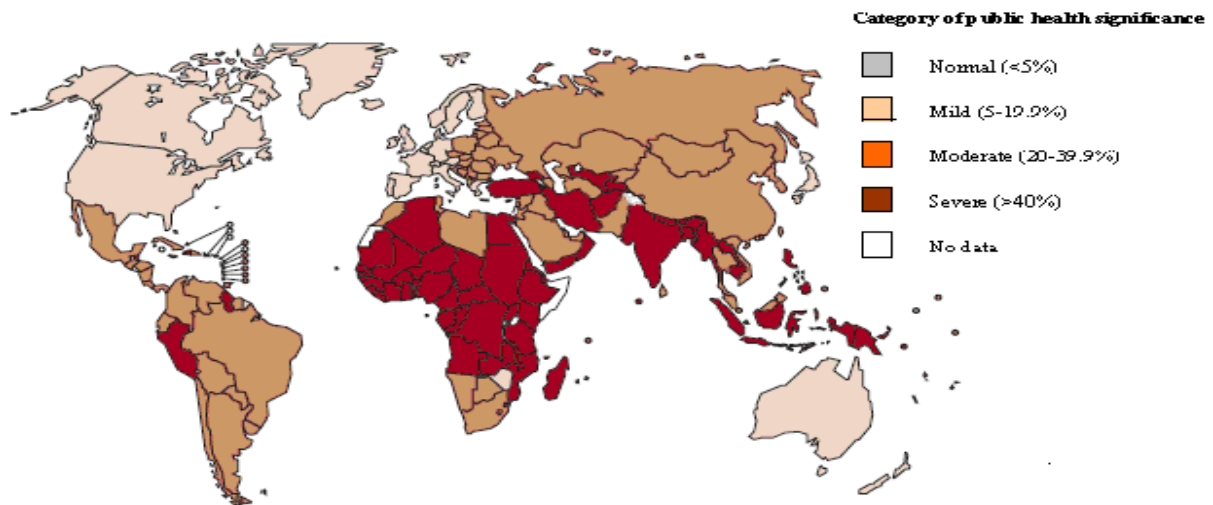 Category of public health significance
Normal (<5%)
Mild (5-19.9%)
Moderate (20-39.9%)
Severe (>40%)
No data